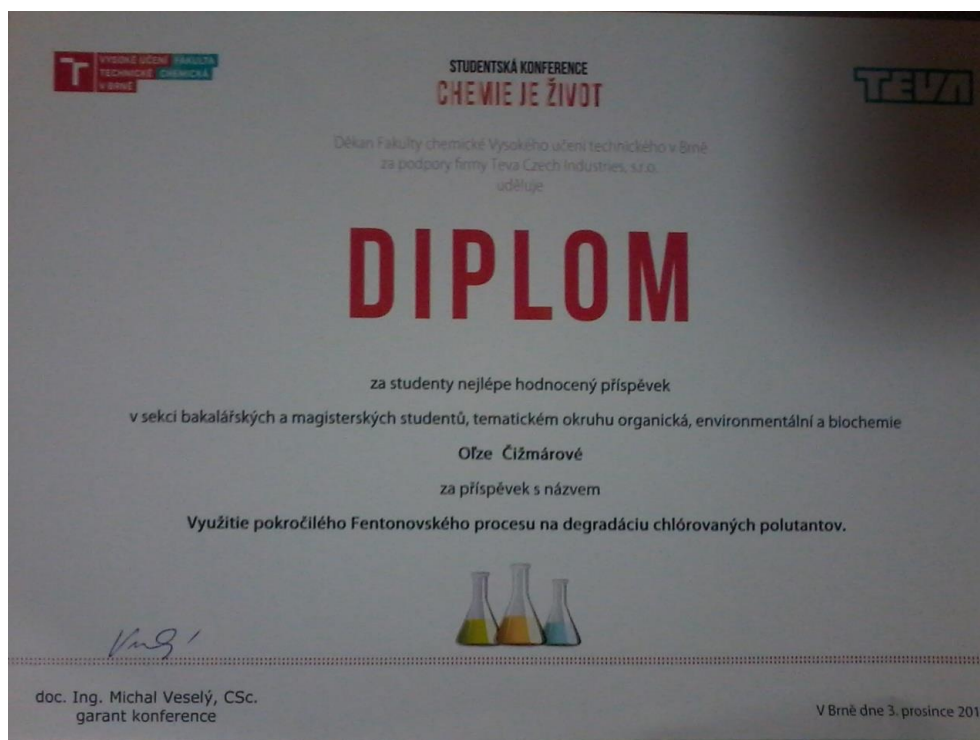 VYSOKÉ UČENÍ FAKULTA
TECHNICKÉ CHEMICKÁ
V BRNĚ
STUDENTSKÁ KONFERENCE
CHEMIE JE ŽIVOT
TEVA
Děkan Fakulty chemické Vysokého učení technického v Brně
za podpory firmy Teva Czech Industries, s.r.o.
uděluje
DIPLOM
za studenty nejlépe hodnocený příspěvek
v sekci bakalářských a magisterských studentů, tematickém okruhu organická, environmentální a biochemie
Oľze Čižmárové
za příspěvek s názvem
Využitie pokročilého Fentonovského procesu na degradáciu chlórovaných polutantov.
doc. Ing. Michal Veselý, CSc.
garant konference
V Brně dne 3. prosince 201